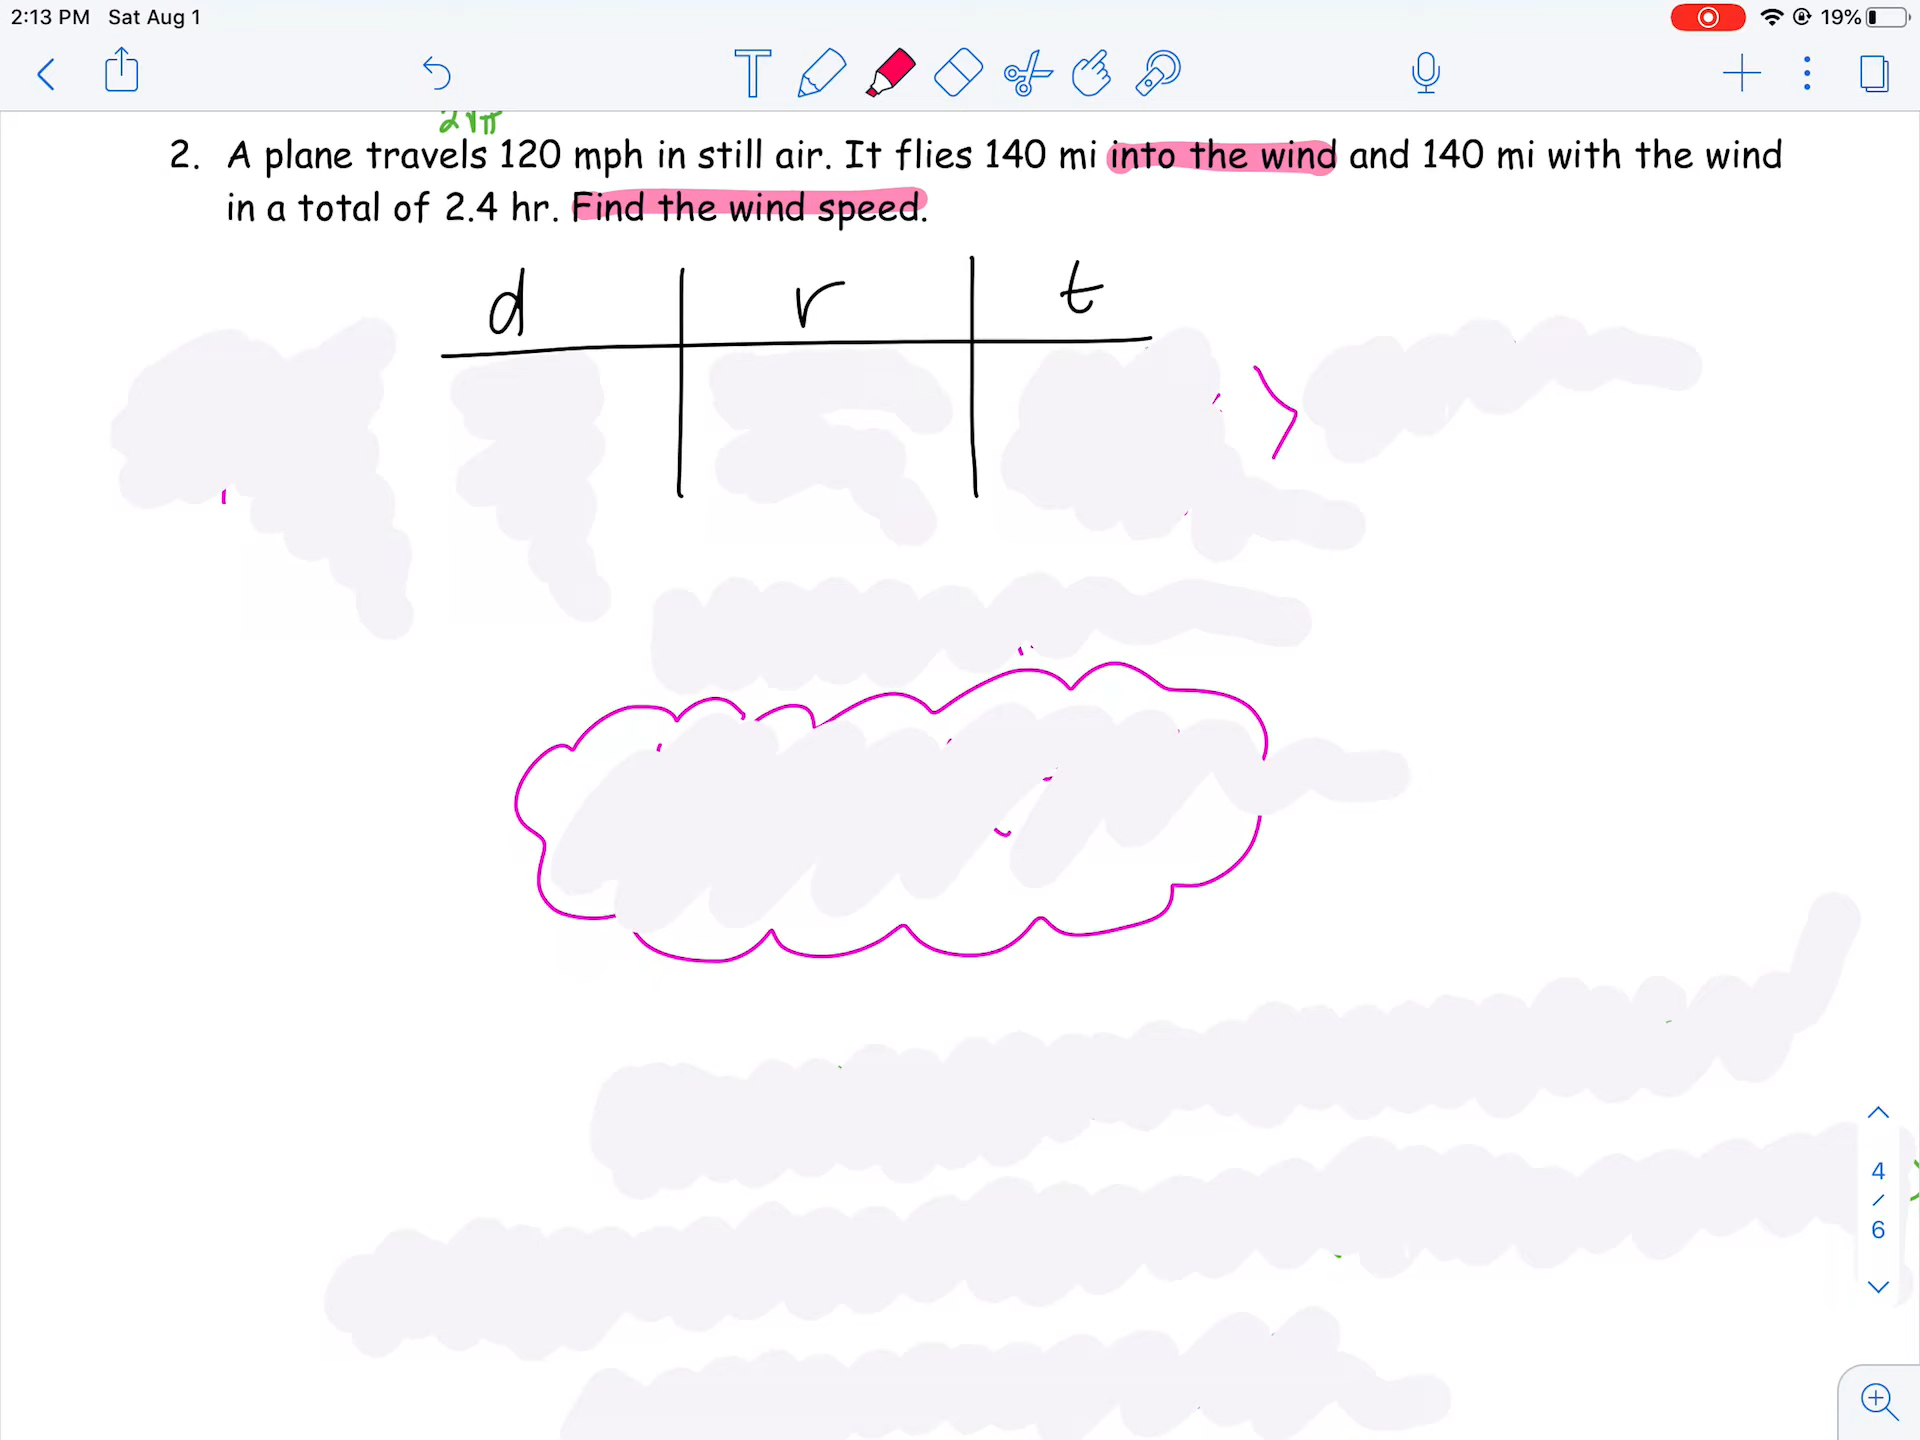 2:13 PM Sat Aug 1
19%
T
2√π
2. A plane travels 120 mph in still air. It flies 140 mi into the wind and 140 mi with the wind
in a total of 2.4 hr. Find the wind speed.
d r t
4
/
6